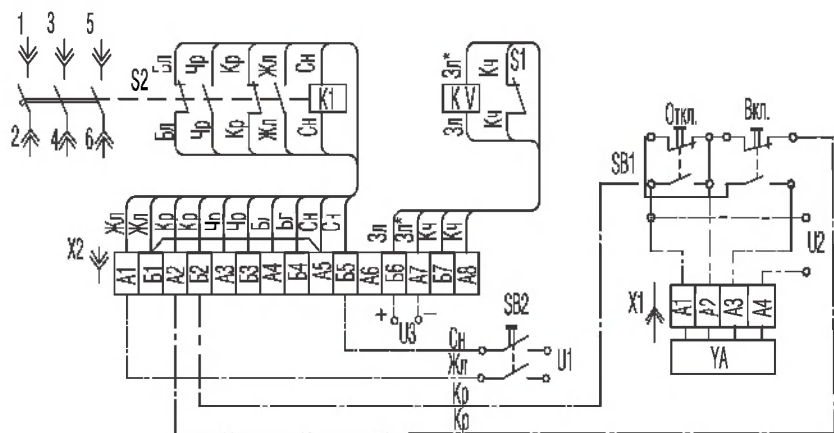 1 3 5
S2
Бл Чр Кр Жл Сн
К1
2 4 6
Бл Чр Кр Жл Сн
Зл* Кч S1
KV
Зл Кч
Откл. Вкл.
SB1
U2
Жл Жл Кр Кр Чр Чр Бл Сн Сн
Зл Зл* Кч Кч
X2
А1 Б1 А2 Б2 А3 Б3 А4 Б4 А5 Б5 А6 Б6 А7 Б7 А8
+ U3 −
SB2
Сн
Жл
U1
Кр
Кр
X1
А1 А2 А3 А4
YA